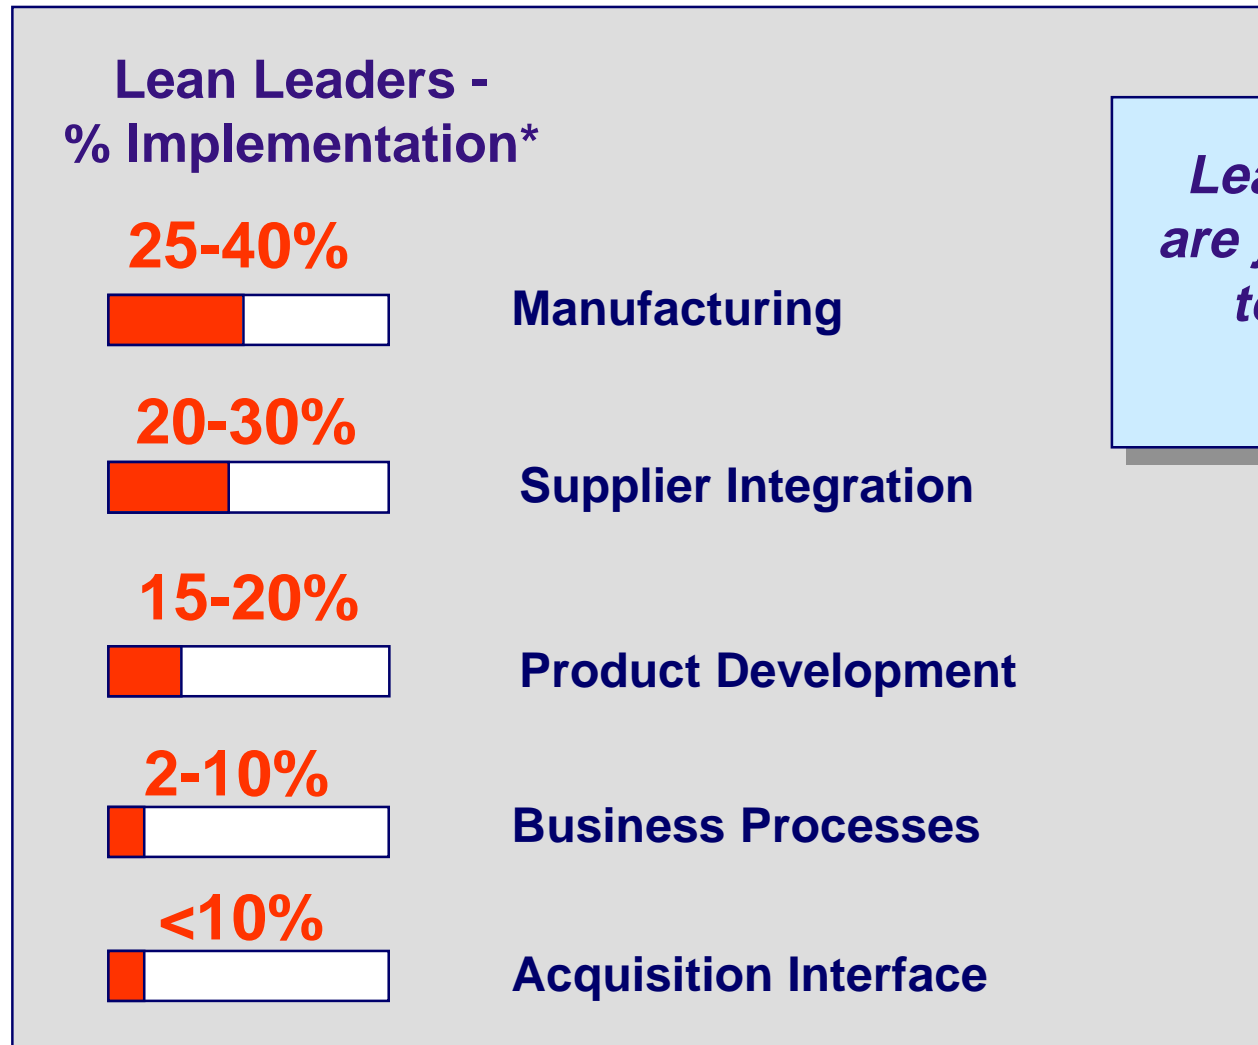 Lean Leaders -
% Implementation*
25-40%
Manufacturing
20-30%
Supplier Integration
15-20%
Product Development
2-10%
Business Processes
<10%
Acquisition Interface
are